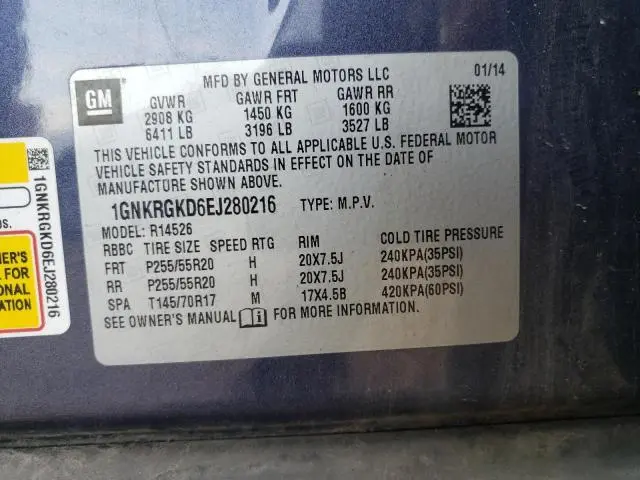 GM
MFD BY GENERAL MOTORS LLC
01/14
GVWR GAWR FRT GAWR RR
2908 KG 1450 KG 1600 KG
6411 LB 3196 LB 3527 LB
THIS VEHICLE CONFORMS TO ALL APPLICABLE U.S. FEDERAL MOTOR
VEHICLE SAFETY STANDARDS IN EFFECT ON THE DATE OF
MANUFACTURE SHOWN ABOVE.
1GNKRGKD6EJ280216 TYPE: M.P.V.
MODEL: R14526
RBBC TIRE SIZE SPEED RTG RIM COLD TIRE PRESSURE
FRT P255/55R20 H 20X7.5J 240KPA(35PSI)
RR P255/55R20 H 20X7.5J 240KPA(35PSI)
SPA T145/70R17 M 17X4.5B 420KPA(60PSI)
SEE OWNER'S MANUAL FOR MORE INFORMATION.
1GNKRGKD6EJ280216
FOR